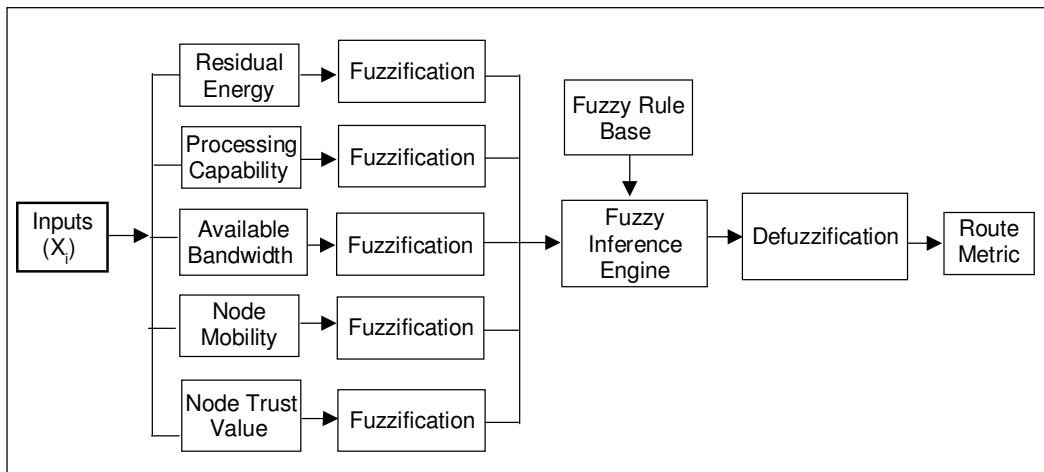 Residual
Energy
Fuzzification
Processing
Capability
Fuzzification
Fuzzy Rule
Base
Inputs
(Xi)
Available
Bandwidth
Fuzzification
Fuzzy
Inference
Engine
Defuzzification
Route
Metric
Node
Mobility
Fuzzification
Node Trust
Value
Fuzzification